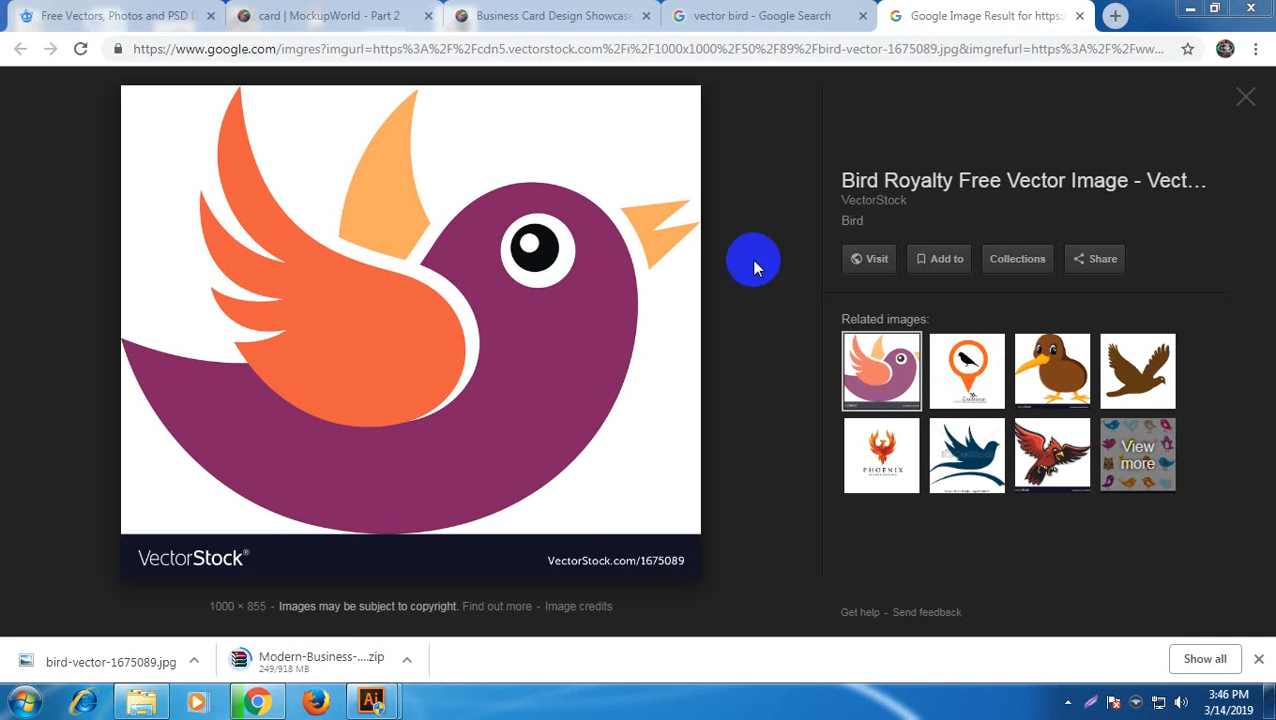 Free Vectors, Photos and PSD D
card | MockupWorld - Part 2
Business Card Design Showcase
vector bird - Google Search
Google Image Result for https:
https://www.google.com/imgres?imgurl=https%3A%2F%2Fcdn5.vectorstock.com%2Fi%2F1000x1000%2F50%2F89%2Fbird-vector-1675089.jpg&imgrefurl=https%3A%2F%2Fww...
Bird Royalty Free Vector Image - Vect...
VectorStock
Bird
Visit
Add to
Collections
Share
Related images:
PHOENIX
View
more
VectorStock®
VectorStock.com/1675089
1000 × 855 - Images may be subject to copyright. Find out more - Image credits
Get help - Send feedback
bird-vector-1675089.jpg
Modern-Business-....zip
249/918 MB
Show all
Ai
3:46 PM
3/14/2019